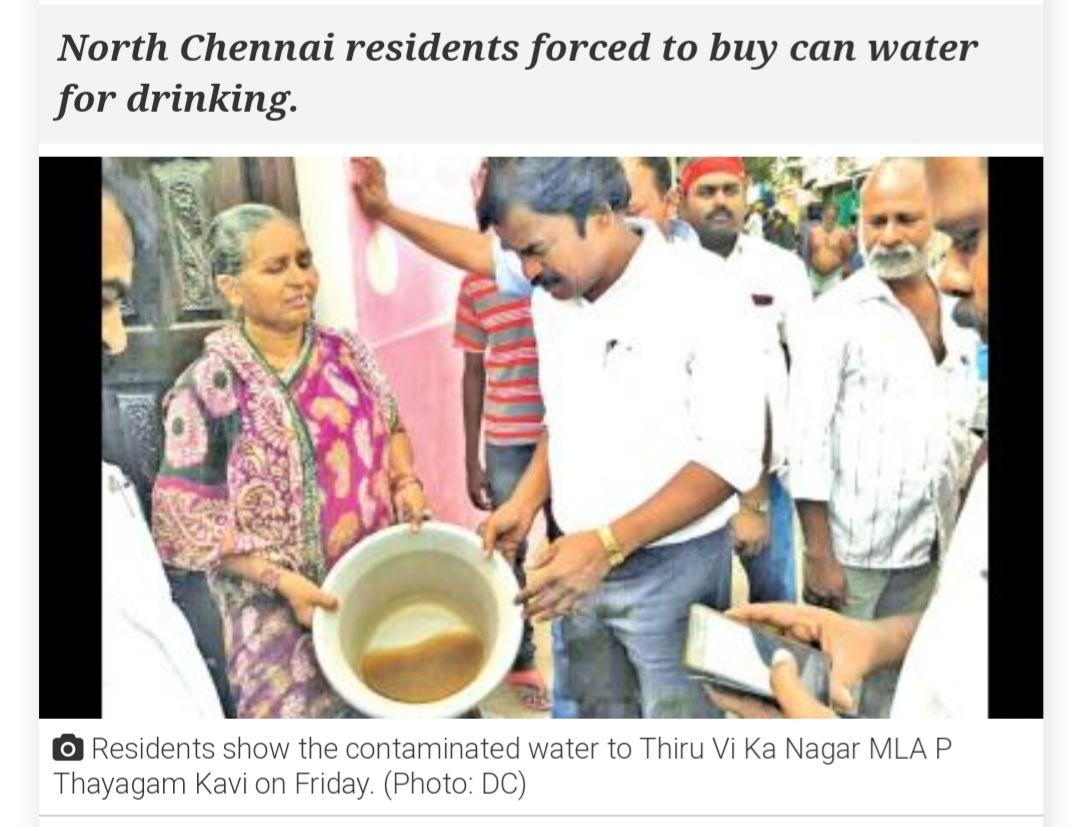 North Chennai residents forced to buy can water
for drinking.
Residents show the contaminated water to Thiru Vi Ka Nagar MLA P
Thayagam Kavi on Friday. (Photo: DC)